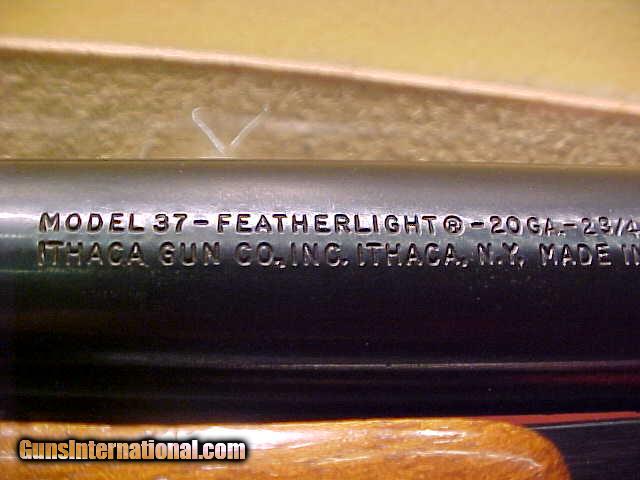 MODEL 37-FEATHERLIGHT®-20GA.-23/4
ITHACA GUN CO., INC. ITHACA, N.Y. MADE IN
GunsInternational.com